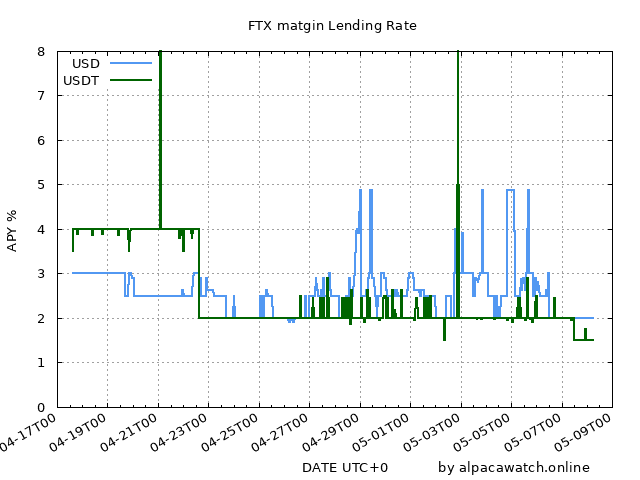 FTX matgin Lending Rate
USD
USDT
8
7
6
5
4
3
2
1
0
APY %
04-17T00
04-19T00
04-21T00
04-23T00
04-25T00
04-27T00
04-29T00
05-01T00
05-03T00
05-05T00
05-07T00
05-09T00
DATE UTC+0
by alpacawatch.online